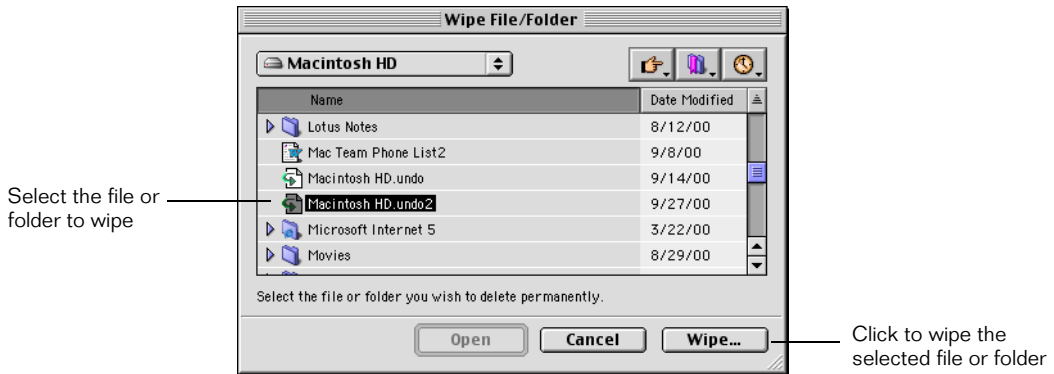 Wipe File/Folder
Macintosh HD
Name Date Modified
Lotus Notes 8/12/00
Mac Team Phone List2 9/8/00
Macintosh HD.undo 9/14/00
Select the file or
folder to wipe
Macintosh HD.undo2 9/27/00
Microsoft Internet 5 3/22/00
Movies 8/29/00
Select the file or folder you wish to delete permanently.
Open Cancel Wipe...
Click to wipe the
selected file or folder